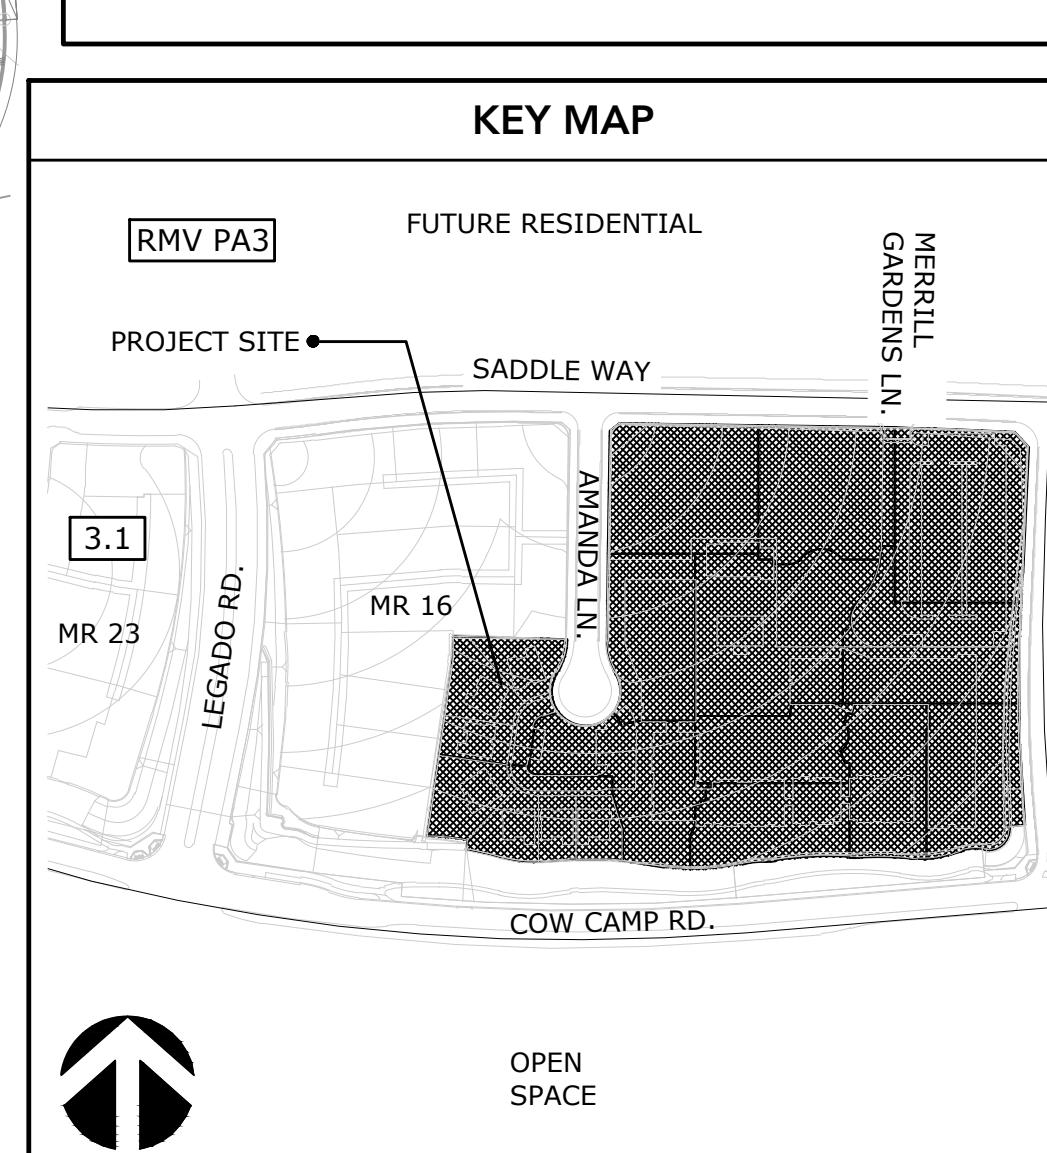 KEY MAP
RMV PA3
FUTURE RESIDENTIAL
MERRILL
GARDENS LN.
PROJECT SITE
SADDLE WAY
AMANDA LN.
3.1
LEGADO RD.
MR 16
MR 23
COW CAMP RD.
OPEN
SPACE